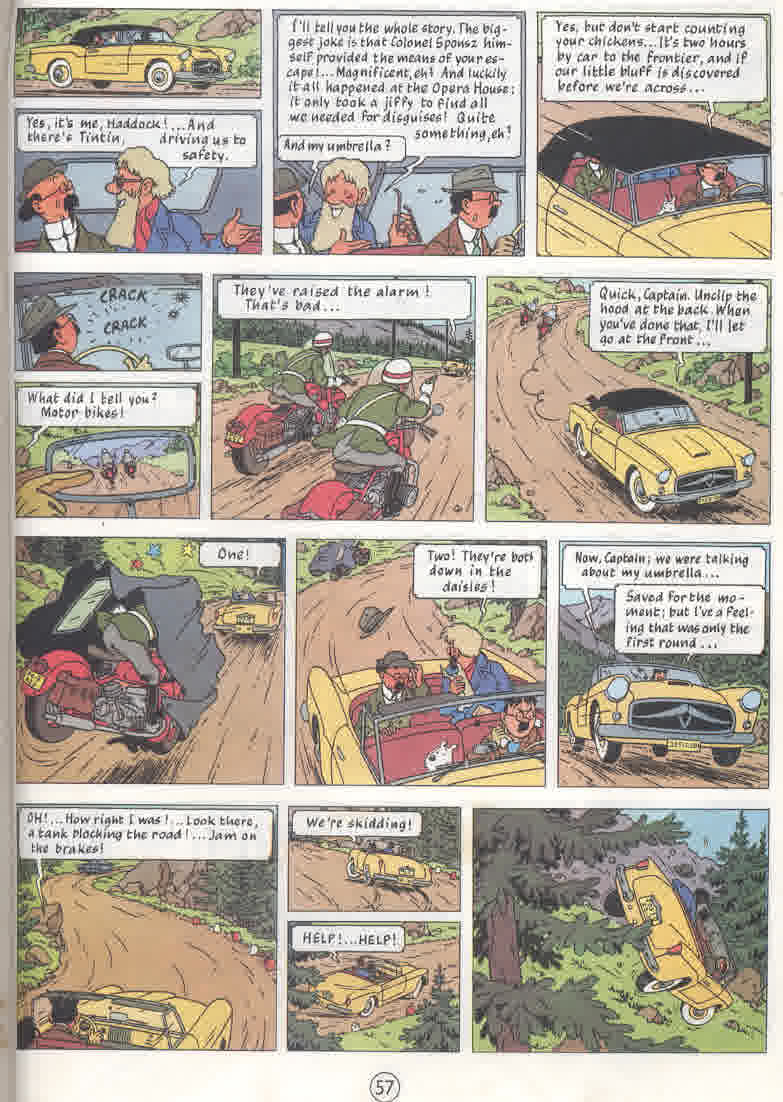 Yes, it's me, Haddock!...And
there's Tintin, driving us to
safety.
I'll tell you the whole story. The big-
gest joke is that Colonel Sponsz him-
self provided the means of your es-
cape!... Magnificent, eh? And luckily
it all happened at the Opera House;
it only took a jiffy to find all
we needed for disguises! Quite
something, eh?
And my umbrella?
Yes, but don't start counting
your chickens... It's two hours
by car to the frontier, and if
our little bluff is discovered
before we're across...
CRACK
CRACK
What did I tell you?
Motor bikes!
They've raised the alarm!
That's bad...
Quick, Captain. Unclip the
hood at the back. When
you've done that, I'll let
go at the front...
One!
Two! They're both
down in the
daisies!
Now, Captain; we were talking
about my umbrella...
Saved for the mo-
ment; but I've a feel-
ing that was only the
first round...
OH!... How right I was!... Look there,
a tank blocking the road!... Jam on
the brakes!
We're skidding!
HELP!...HELP!
57